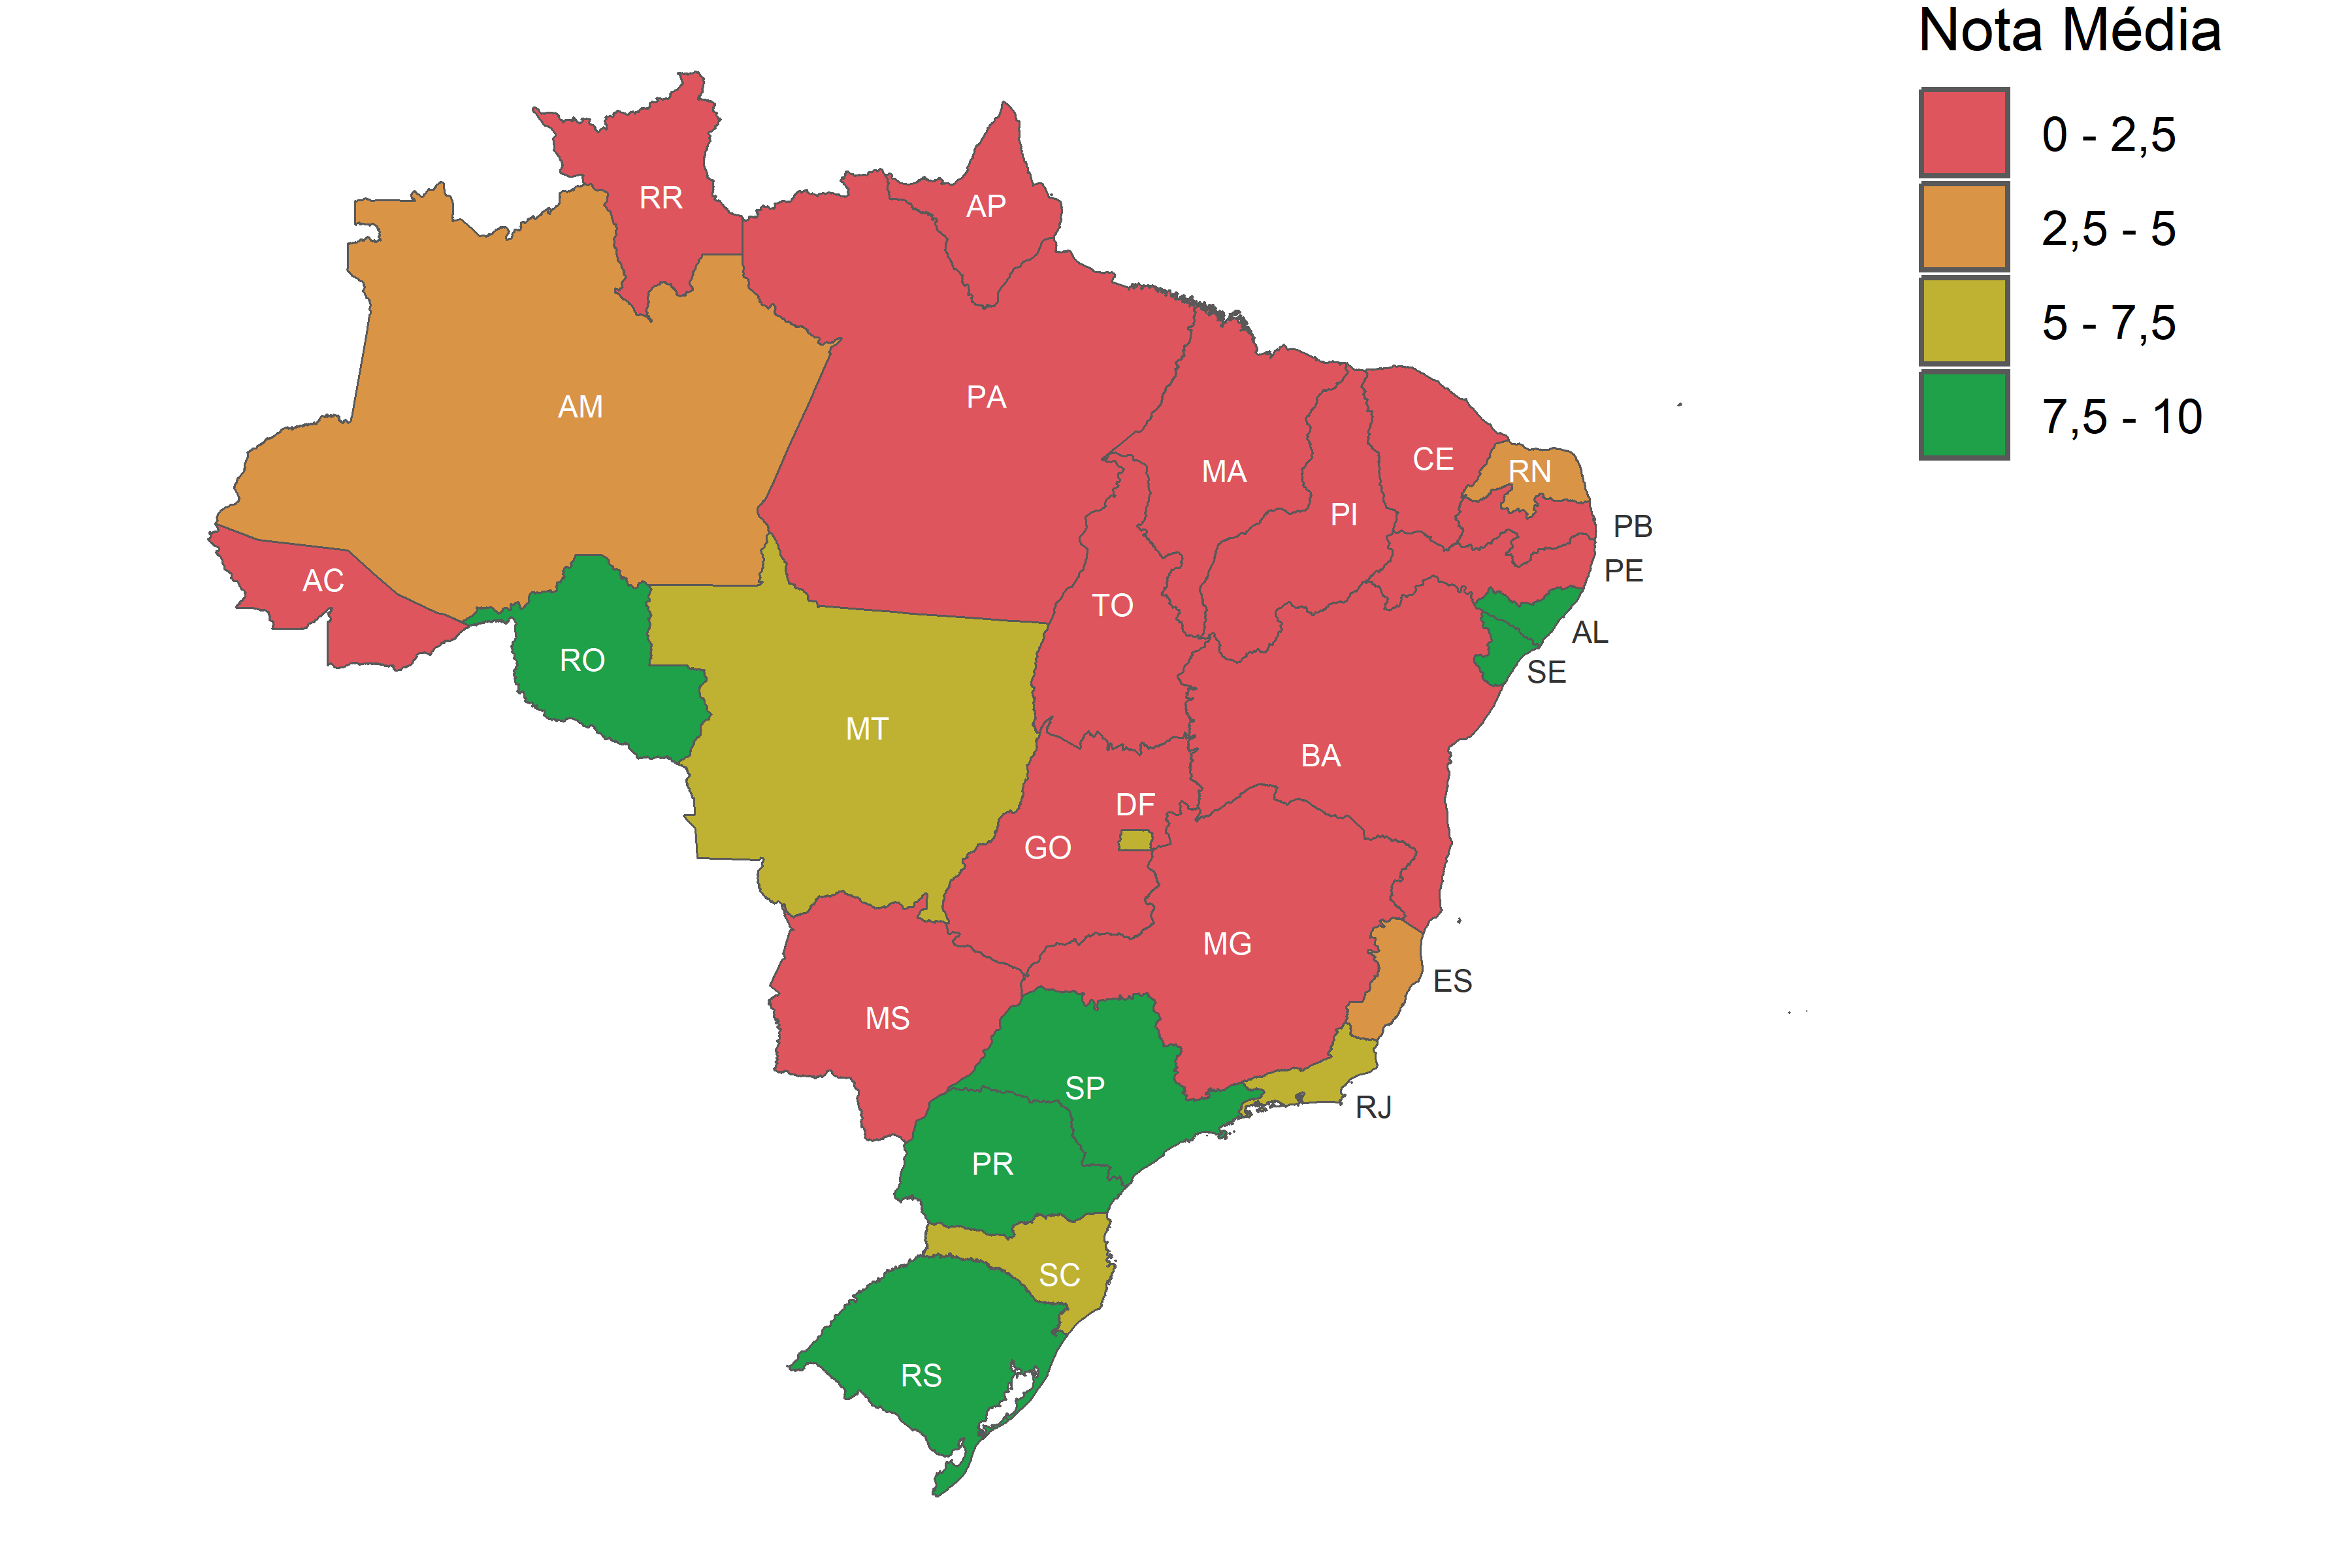 Nota Média
0 - 2,5
2,5 - 5
5 - 7,5
7,5 - 10
RR
AP
AM
PA
MA
CE
RN
PI
PB
PE
AC
TO
AL
RO
SE
MT
BA
DF
GO
MG
ES
MS
SP
RJ
PR
SC
RS